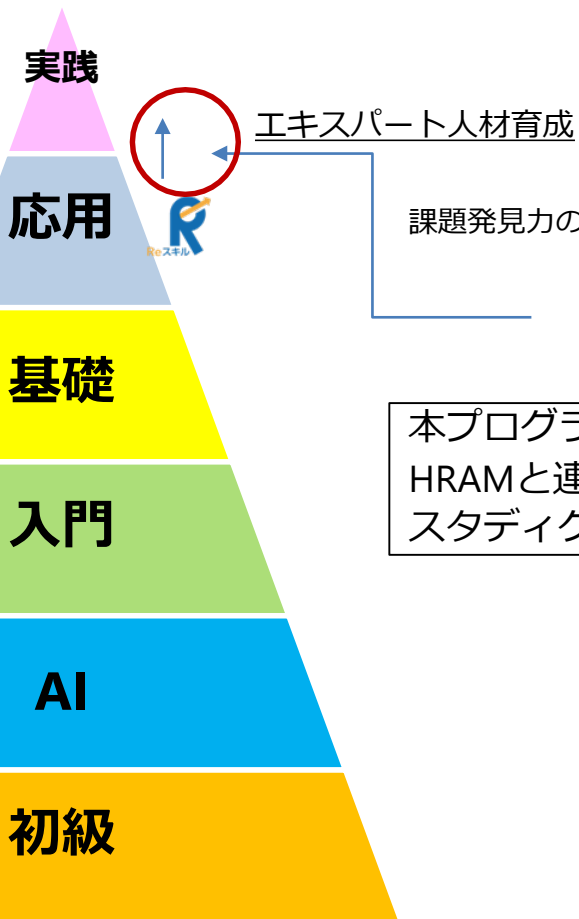 実践
エキスパート人材育成
応用
課題発見力の
Reスキル
基礎
本プログラ
HRAMと連
スタディク
入門
AI
初級